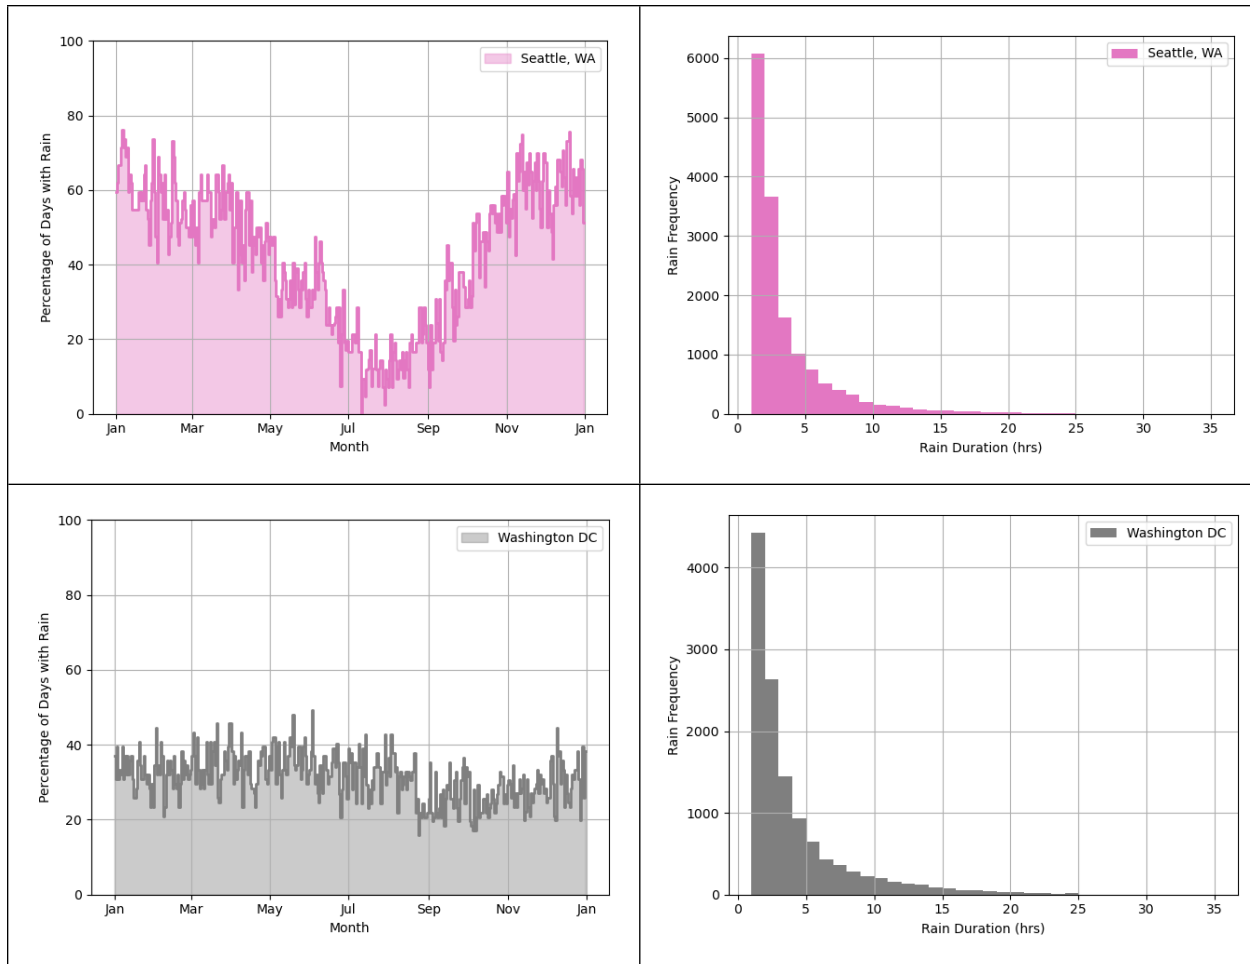 100
80
60
40
20
0
Percentage of Days with Rain
Seattle, WA
Jan Mar May Jul Sep Nov Jan
Month
6000
5000
4000
3000
2000
1000
0
Rain Frequency
Seattle, WA
0 5 10 15 20 25 30 35
Rain Duration (hrs)
100
80
60
40
20
0
Percentage of Days with Rain
Washington DC
Jan Mar May Jul Sep Nov Jan
Month
4000
3000
2000
1000
0
Rain Frequency
Washington DC
0 5 10 15 20 25 30 35
Rain Duration (hrs)